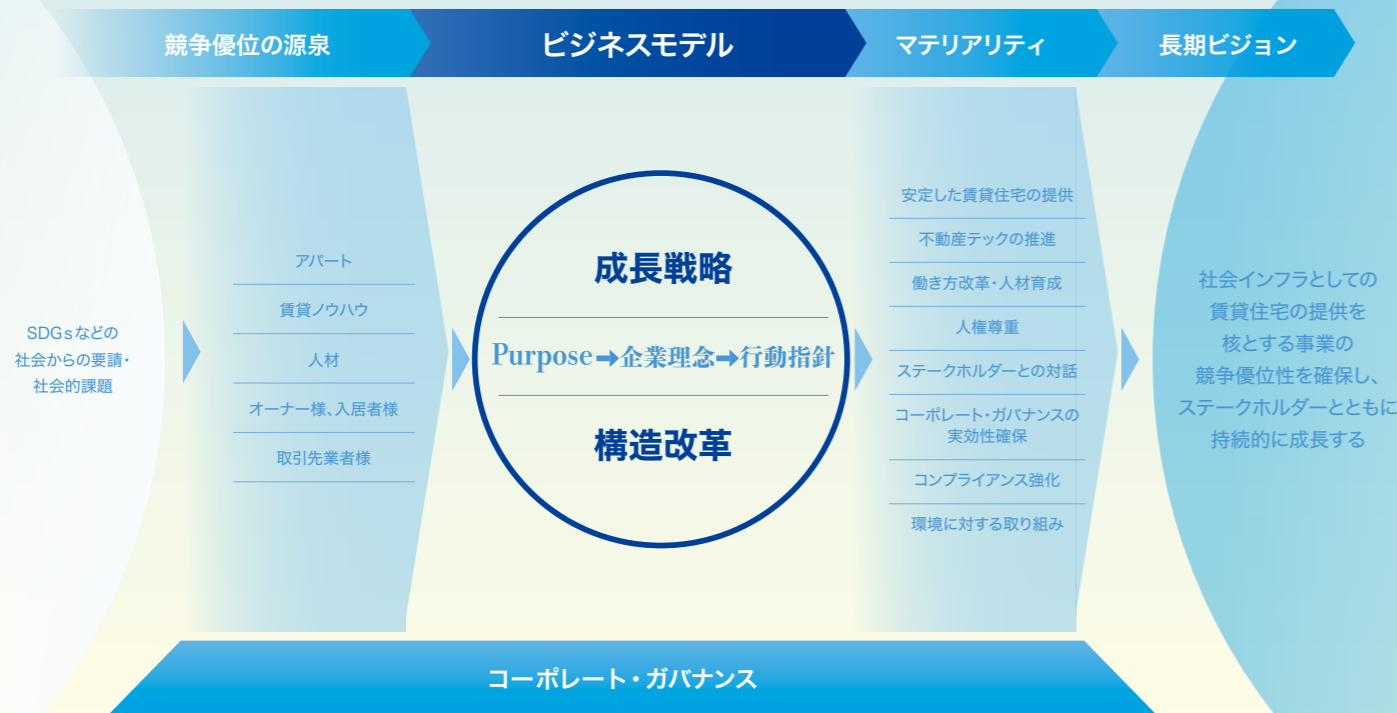 競争優位の源泉
ビジネスモデル
マテリアリティ
長期ビジョン
SDGsなどの
社会からの要請・
社会的課題
アパート
賃貸ノウハウ
人材
オーナー様、入居者様
取引先業者様
成長戦略
Purpose➡企業理念➡行動指針
構造改革
安定した賃貸住宅の提供
不動産テックの推進
働き方改革・人材育成
人権尊重
ステークホルダーとの対話
コーポレート・ガバナンスの
実効性確保
コンプライアンス強化
環境に対する取り組み
社会インフラとしての
賃貸住宅の提供を
核とする事業の
競争優位性を確保し、
ステークホルダーとともに
持続的に成長する
コーポレート・ガバナンス